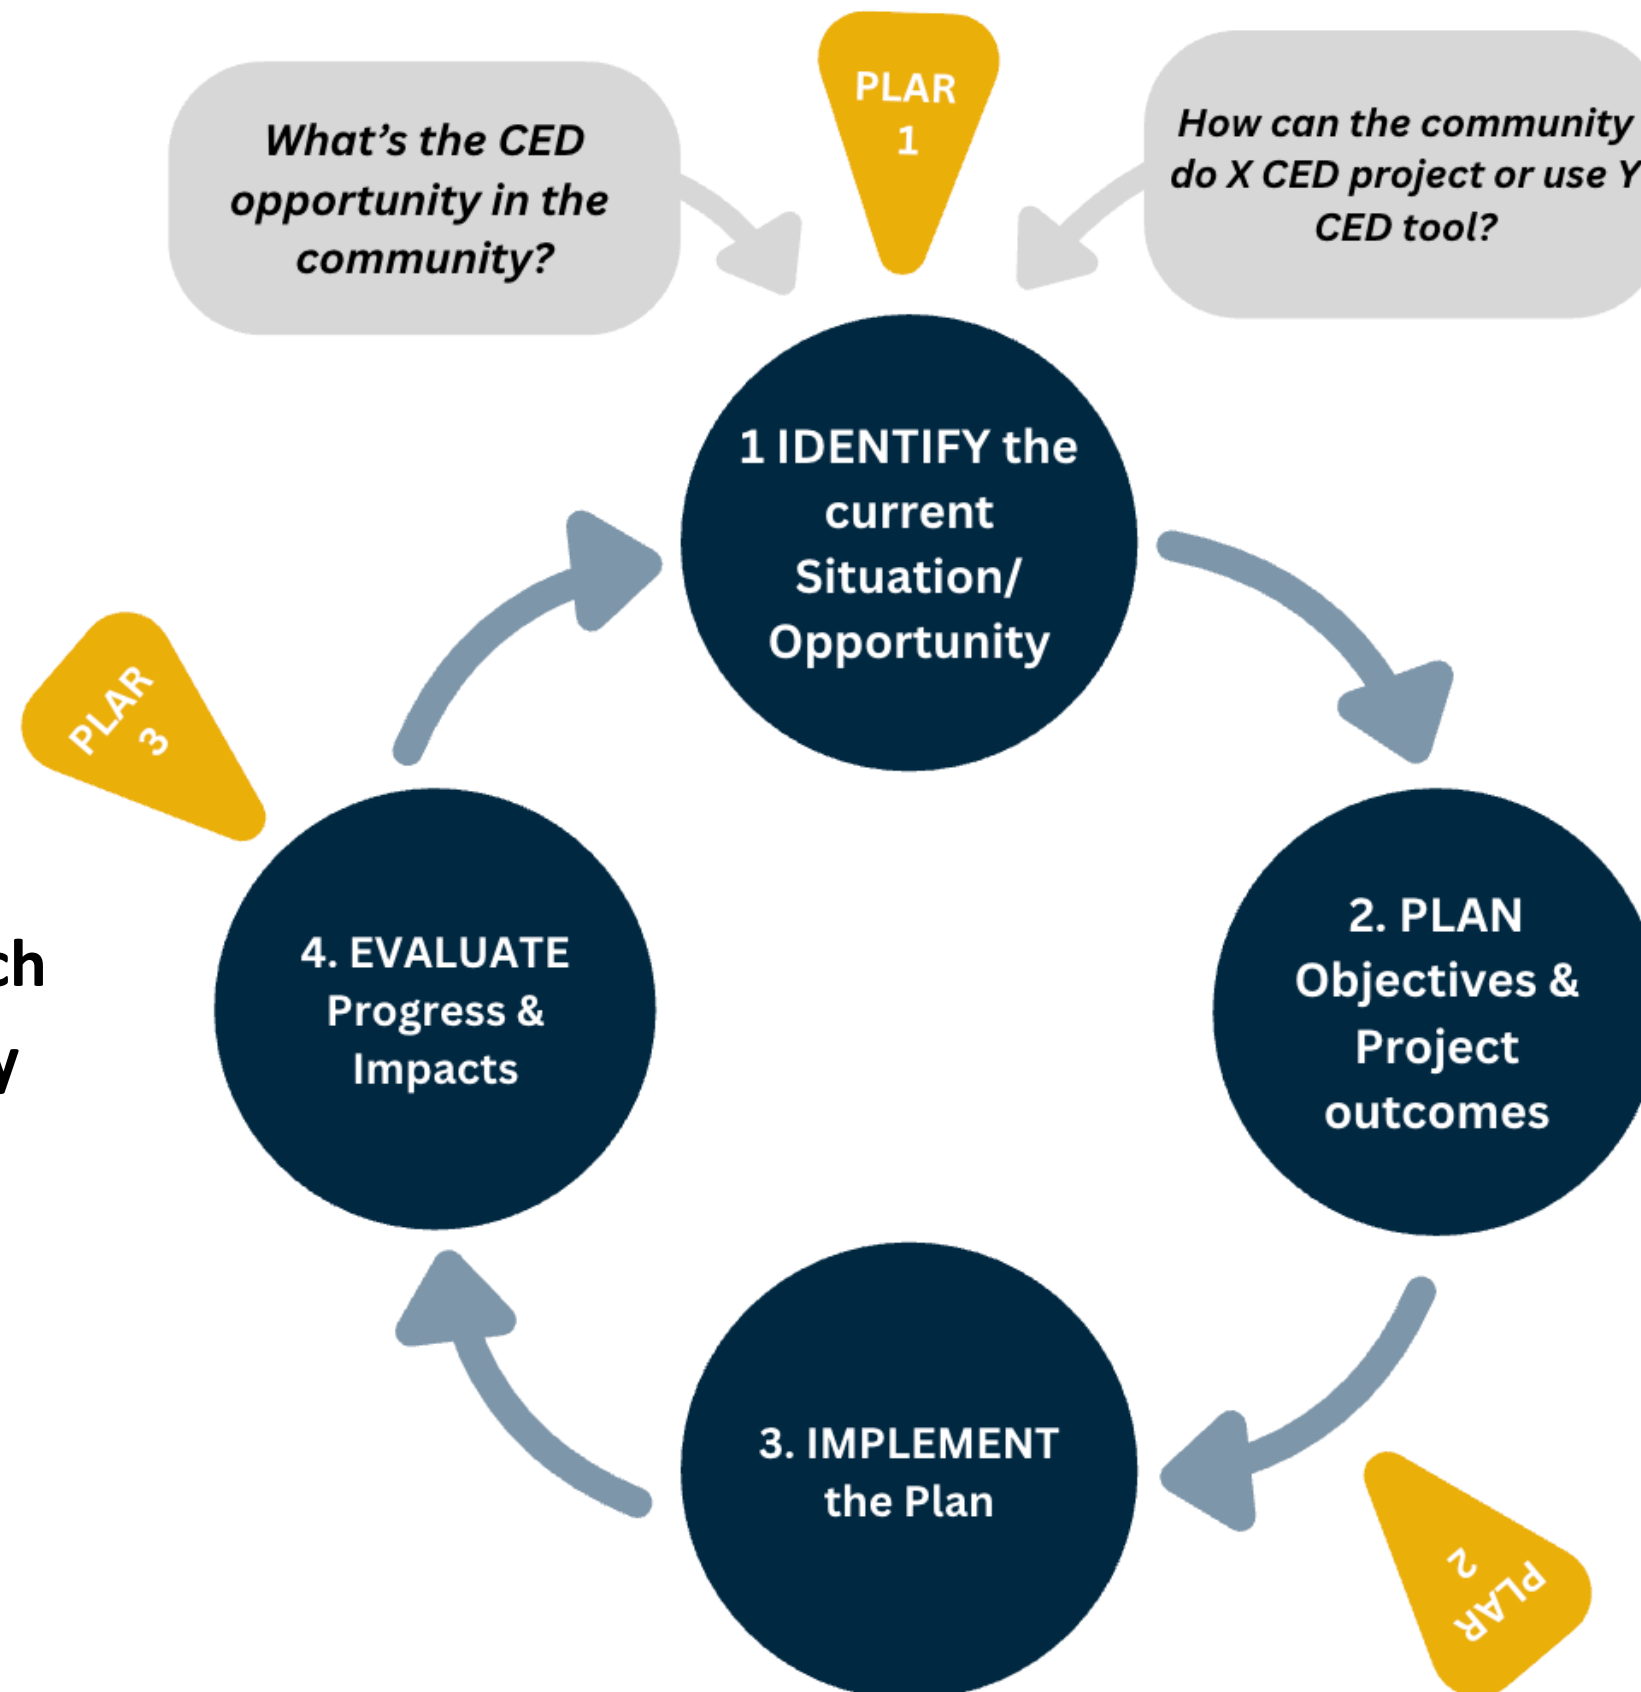 PLAR
1
What's the CED
opportunity in the
community?
How can the community
do X CED project or use Y
CED tool?
1 IDENTIFY the
current
Situation/
Opportunity
PLAR
3
2. PLAN
Objectives &
Project
outcomes
4. EVALUATE
Progress &
Impacts
3. IMPLEMENT
the Plan
PLAR
2